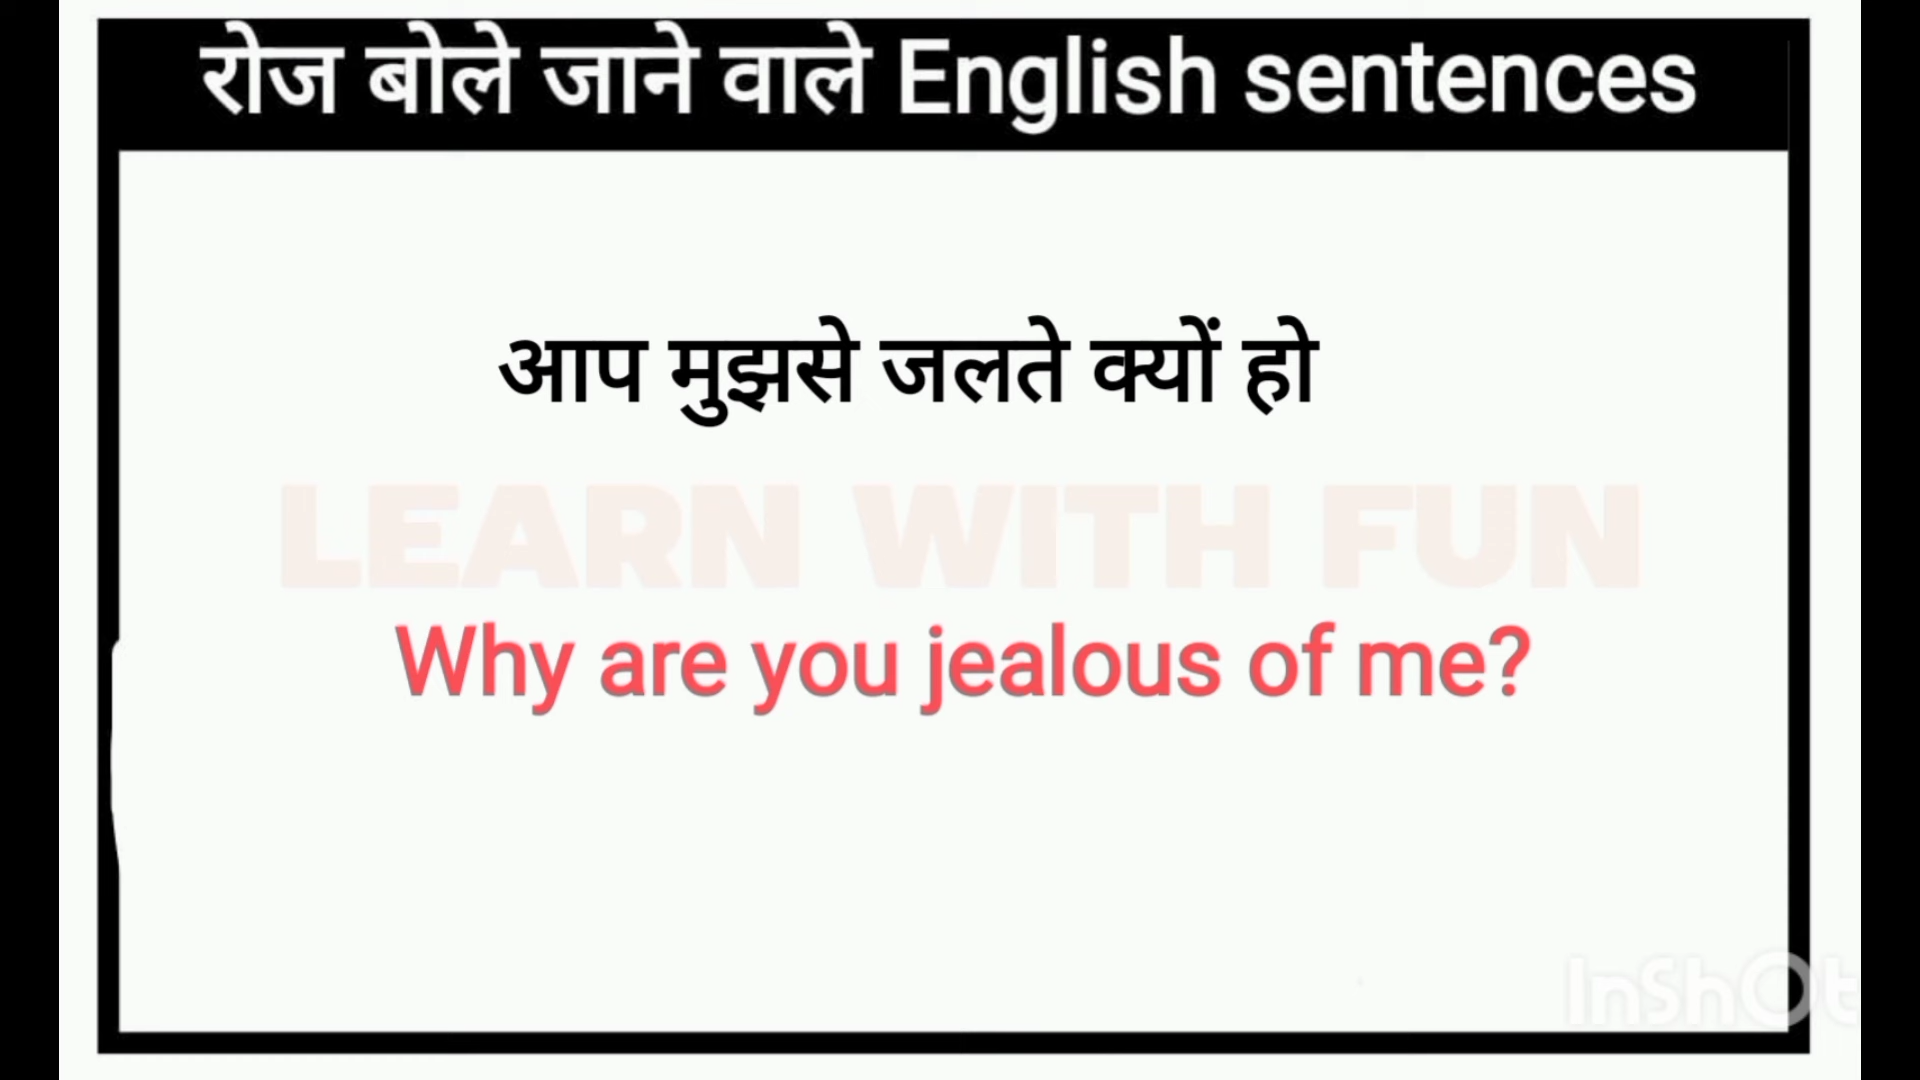 रोज बोले जाने वाले English sentences
आप मुझसे जलते क्यों हो
LEARN WITH FUN
Why are you jealous of me?
InShOt